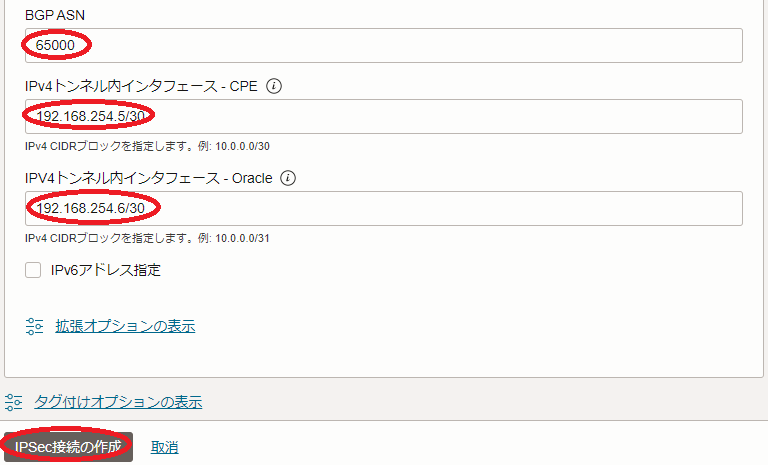 BGP ASN
65000
IPv4トンネル内インタフェース - CPE
192.168.254.5/30
IPv4 CIDRブロックを指定します。例: 10.0.0.0/30
IPV4トンネル内インタフェース - Oracle
192.168.254.6/30
IPv4 CIDRブロックを指定します。例: 10.0.0.0/31
IPv6アドレス指定
拡張オプションの表示
タグ付けオプションの表示
IPSec接続の作成 取消